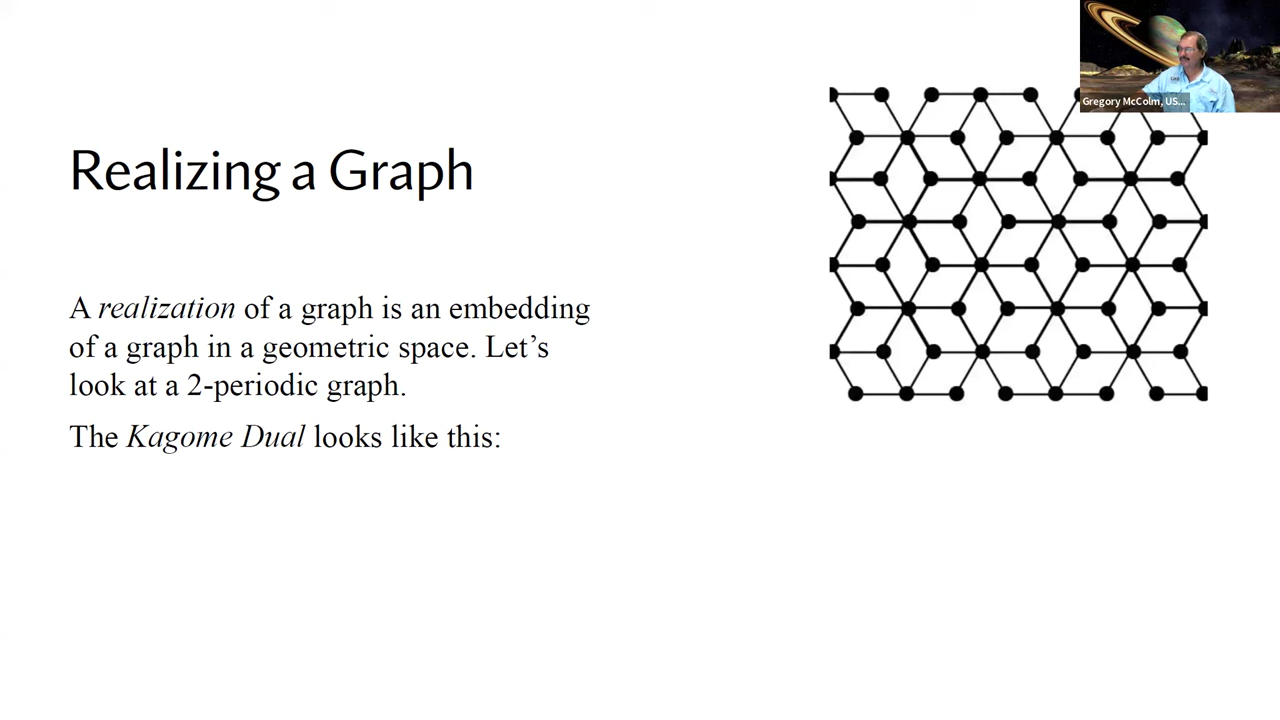 Gregory McColm, US...
Realizing a Graph
A realization of a graph is an embedding
of a graph in a geometric space. Let’s
look at a 2-periodic graph.
The Kagome Dual looks like this: